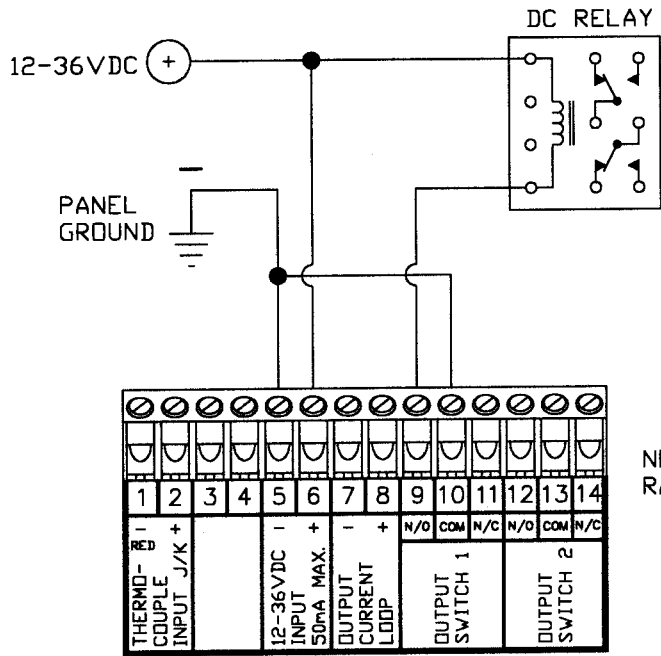 DC RELAY
12-36VDC +
−
PANEL
GROUND
1 2 3 4 5 6 7 8 9 10 11 12 13 14
− + − + − + N/O COM N/C N/O COM N/C
RED
THERMO-
COUPLE
INPUT J/K
12-36VDC
INPUT
50mA MAX.
OUTPUT
CURRENT
LOOP
OUTPUT
SWITCH 1
OUTPUT
SWITCH 2